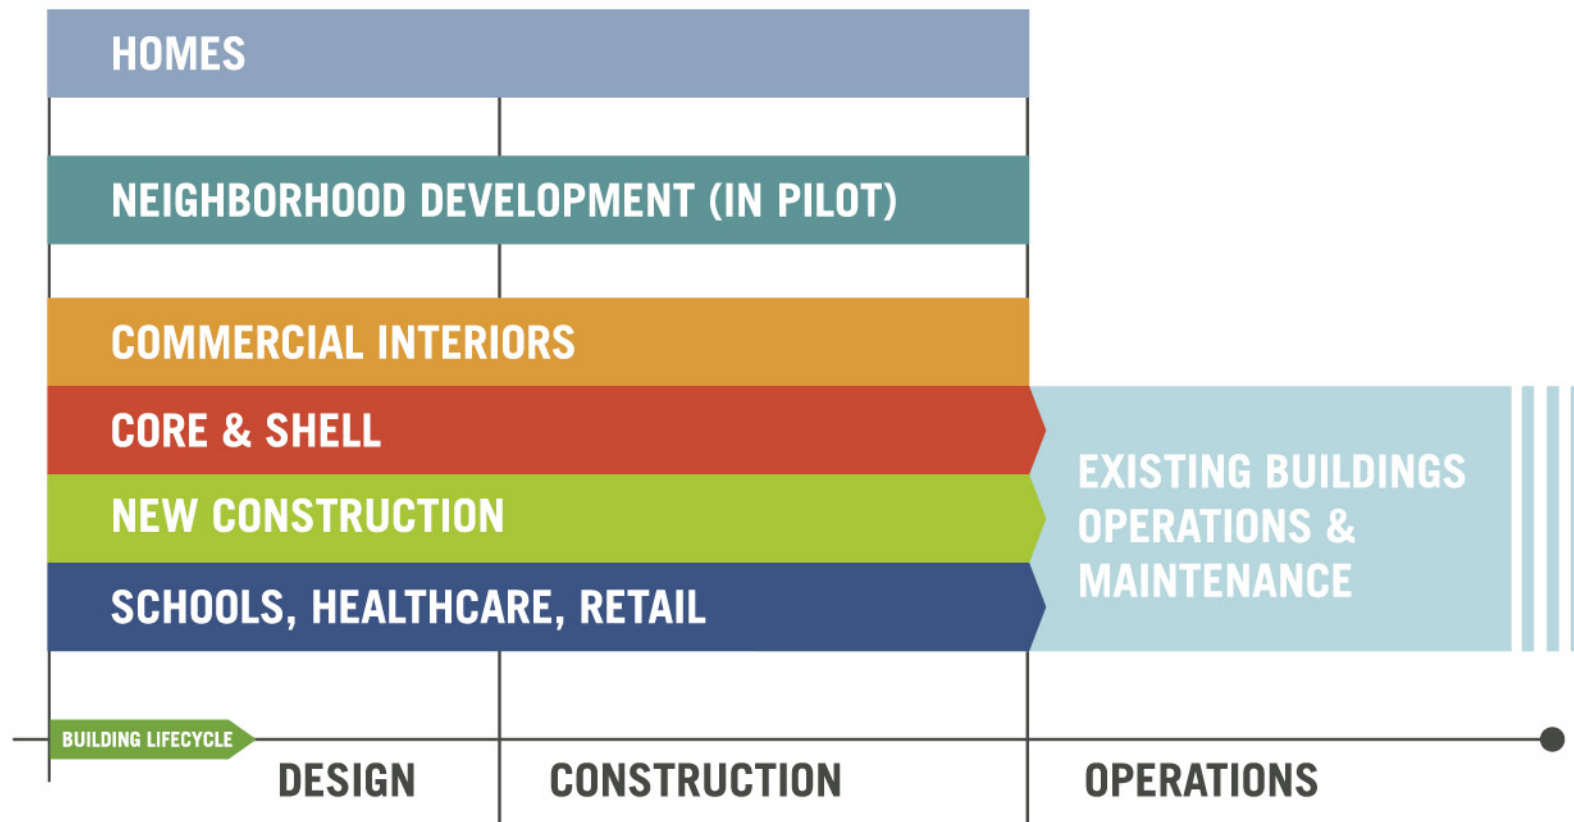 HOMES
NEIGHBORHOOD DEVELOPMENT (IN PILOT)
COMMERCIAL INTERIORS
CORE & SHELL
NEW CONSTRUCTION
SCHOOLS, HEALTHCARE, RETAIL
EXISTING BUILDINGS
OPERATIONS &
MAINTENANCE
BUILDING LIFECYCLE
DESIGN
CONSTRUCTION
OPERATIONS